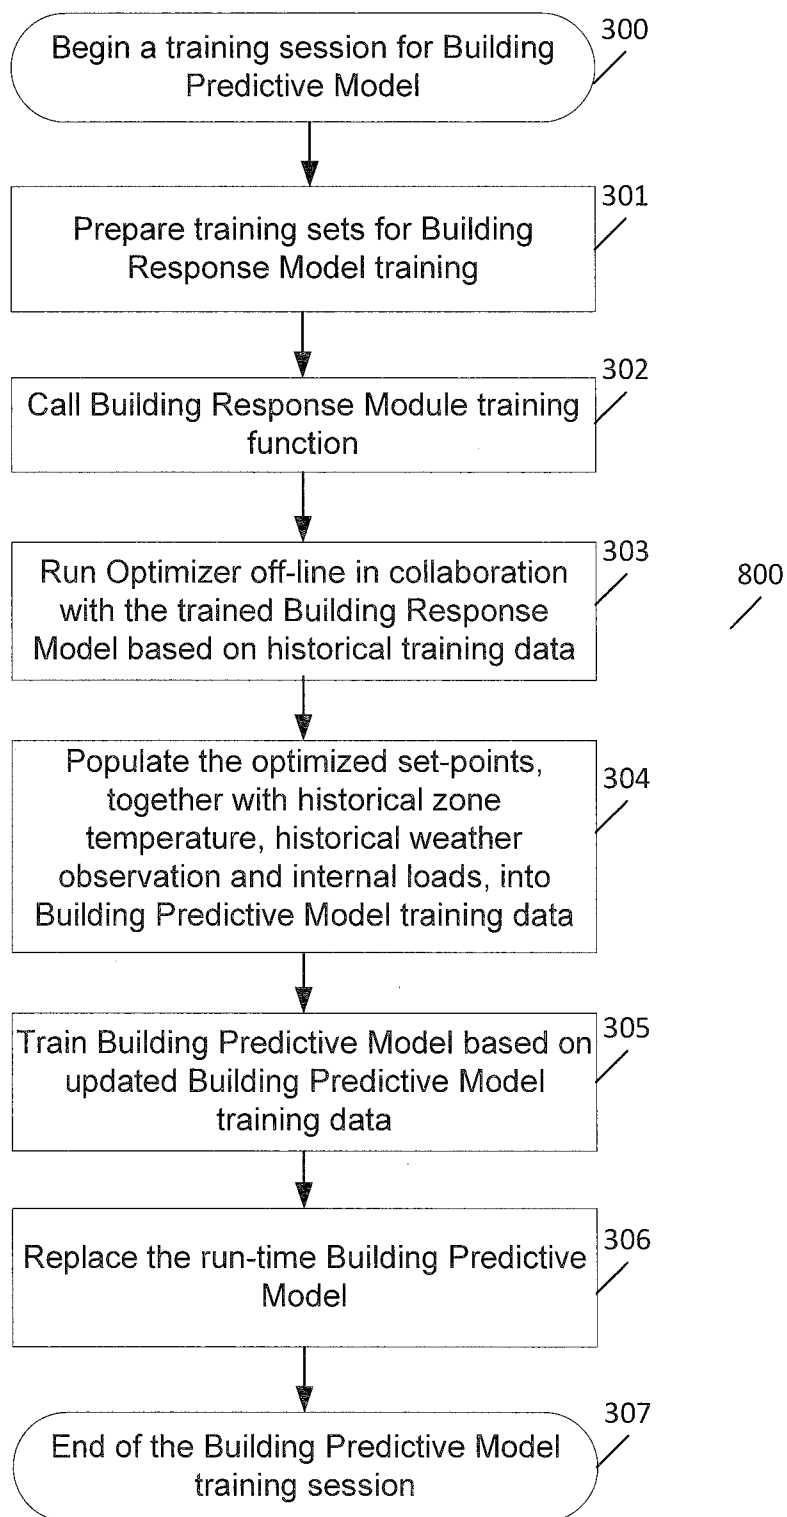 300
Begin a training session for Building
Predictive Model
301
Prepare training sets for Building
Response Model training
302
Call Building Response Module training
function
303
Run Optimizer off-line in collaboration
with the trained Building Response
Model based on historical training data
800
304
Populate the optimized set-points,
together with historical zone
temperature, historical weather
observation and internal loads, into
Building Predictive Model training data
305
Train Building Predictive Model based on
updated Building Predictive Model
training data
306
Replace the run-time Building Predictive
Model
307
End of the Building Predictive Model
training session